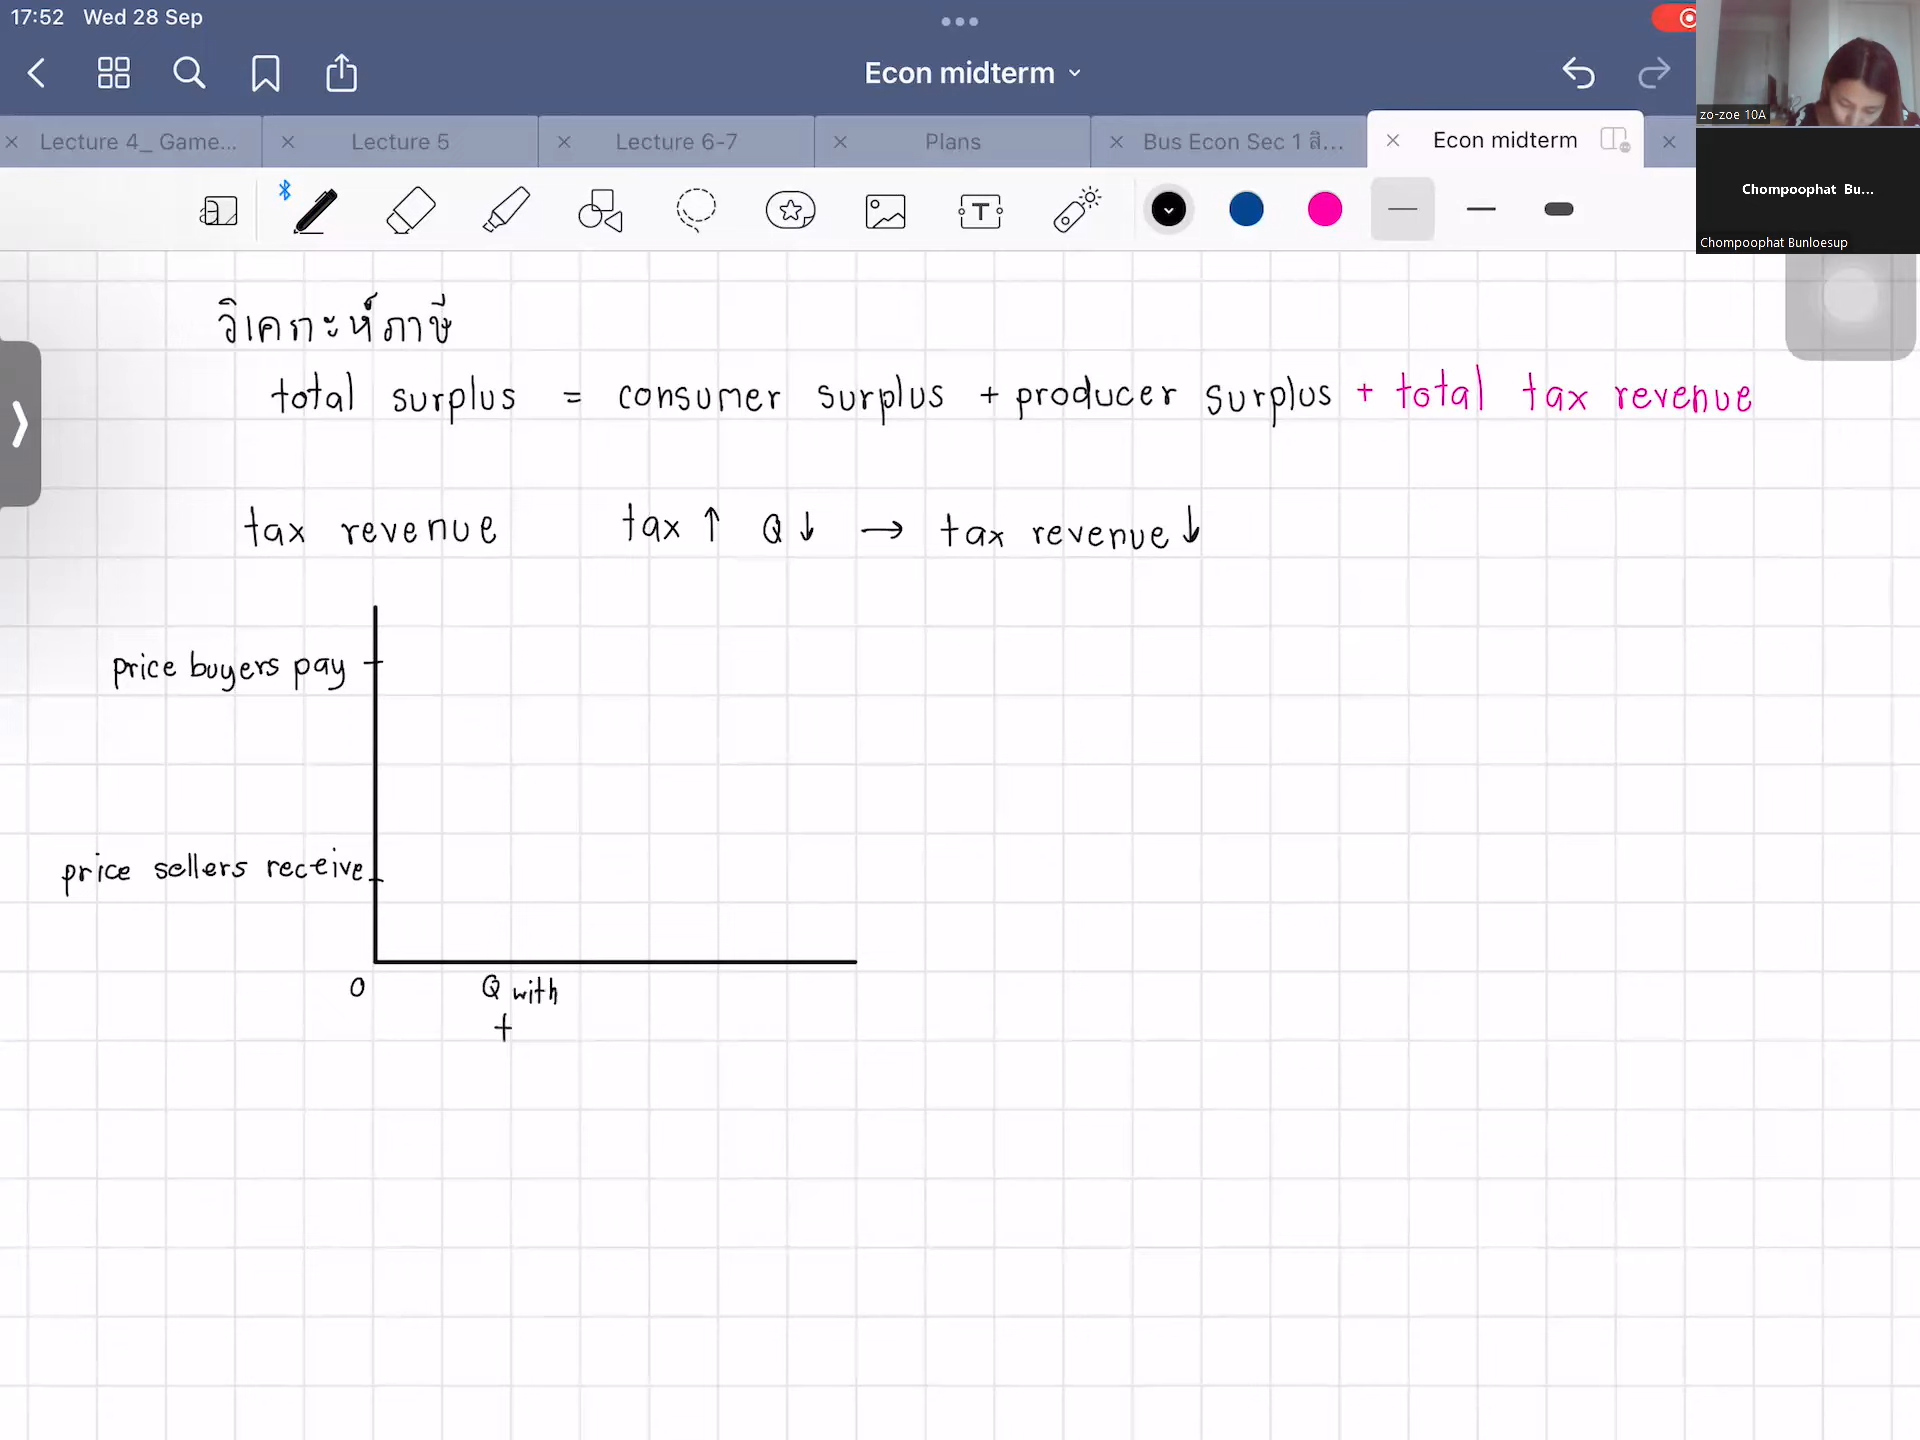 17:52 Wed 28 Sep
Econ midterm
zo-zoe 10A
Lecture 4_ Game...
Lecture 5
Lecture 6-7
Plans
Bus Econ Sec 1 สิ...
Econ midterm
Chompoophat Bu...
Chompoophat Bunloesup
วิเคราะห์ภาษี
total surplus = consumer surplus + producer surplus + total tax revenue
tax revenue tax ↑ Q ↓ → tax revenue ↓
price buyers pay
price sellers receive
0 Q with
t